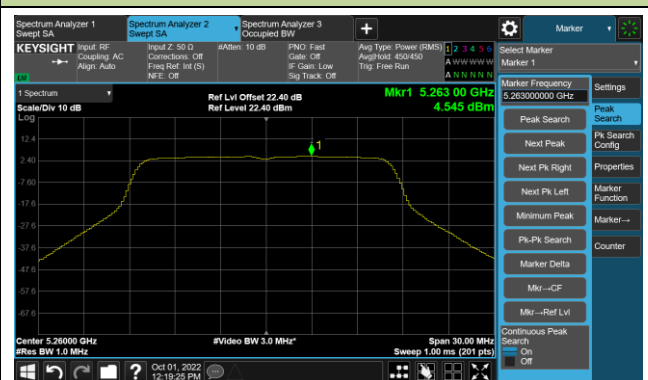 Spectrum Analyzer 1
Swept SA
Spectrum Analyzer 2
Swept SA
Spectrum Analyzer 3
Occupied BW
+
Marker
KEYSIGHT
Input: RF
Coupling: AC
Align: Auto
Input Z: 50 Ω
Corrections: Off
Freq Ref: Int (S)
NFE: Off
#Atten: 10 dB
PNO: Fast
Gate: Off
IF Gain: Low
Sig Track: Off
Avg Type: Power (RMS)
Avg|Hold: 450/450
Trig: Free Run
1 2 3 4 5 6
A W W W W W
A N N N N N
Select Marker
Marker 1
1 Spectrum
Scale/Div 10 dB
Log
Ref Lvl Offset 22.40 dB
Ref Level 22.40 dBm
Mkr1 5.263 00 GHz
4.545 dBm
12.4
2.40
-7.60
-17.6
-27.6
-37.6
-47.6
-57.6
-67.6
1
Center 5.26000 GHz
#Res BW 1.0 MHz
#Video BW 3.0 MHz*
Span 30.00 MHz
Sweep 1.00 ms (201 pts)
Marker Frequency
5.263000000 GHz
Peak Search
Next Peak
Next Pk Right
Next Pk Left
Minimum Peak
Pk-Pk Search
Marker Delta
Mkr→CF
Mkr→Ref Lvl
Continuous Peak
Search
On
Off
Settings
Peak
Search
Pk Search
Config
Properties
Marker
Function
Marker→
Counter
?
Oct 01, 2022
12:19:25 PM